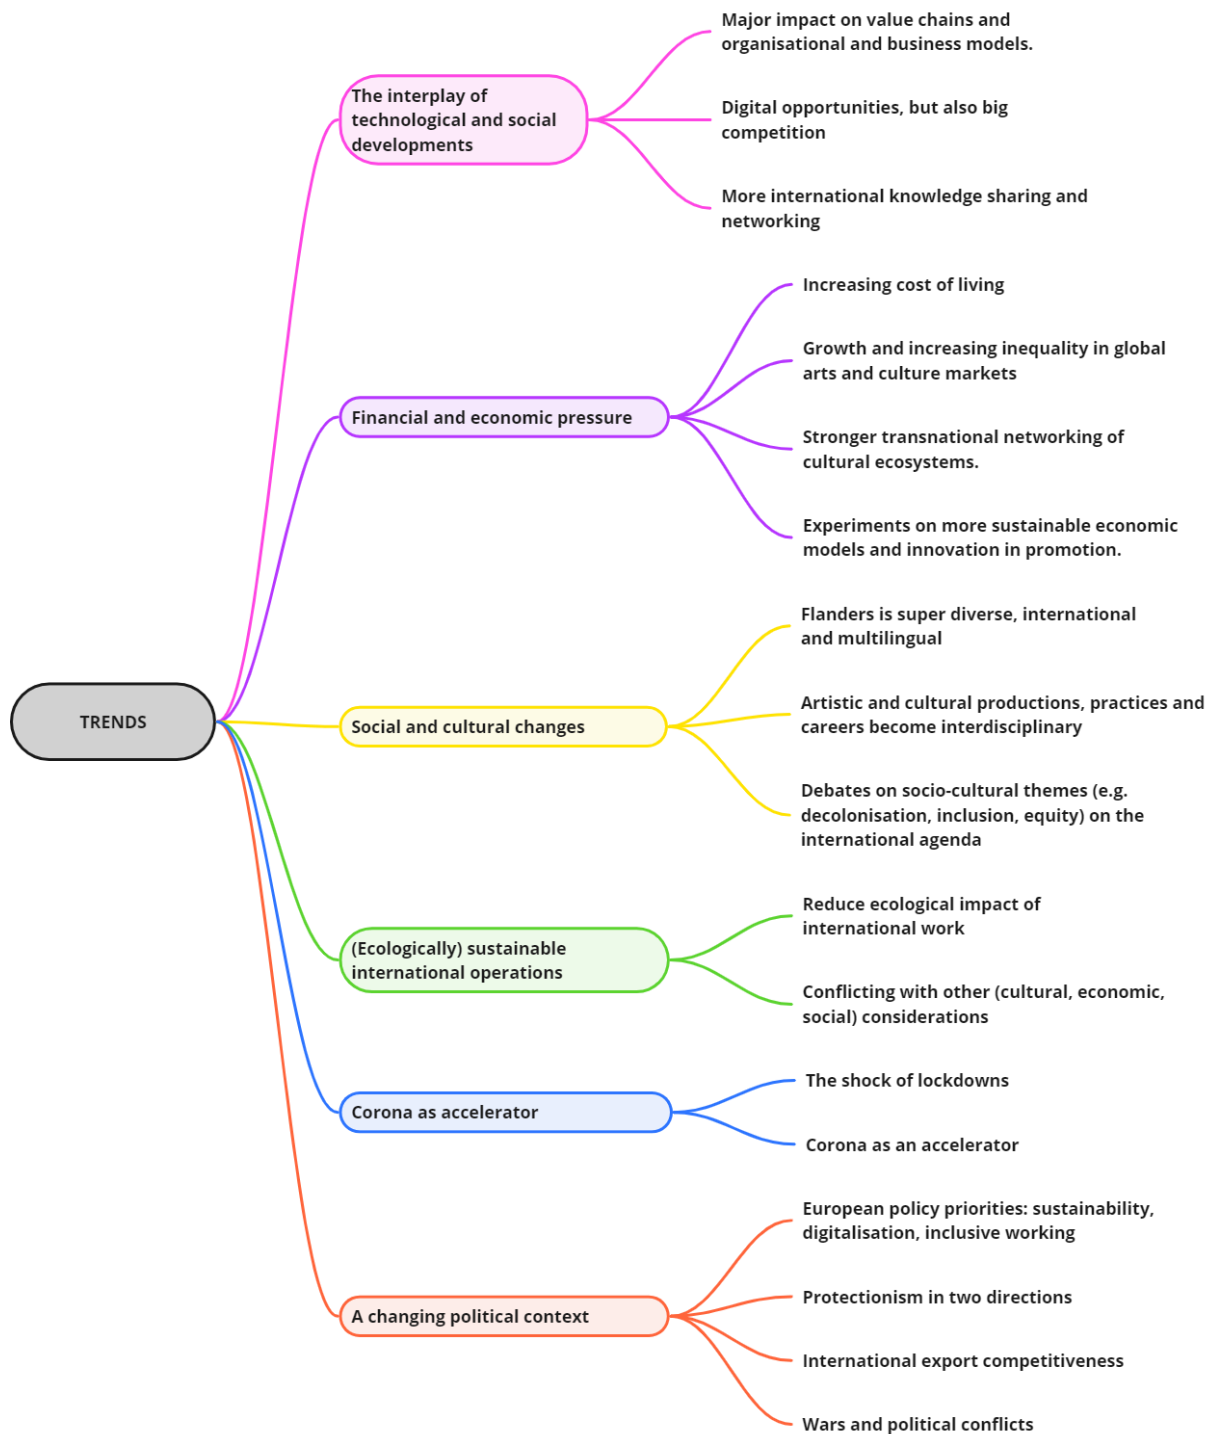 Major impact on value chains and
organisational and business models.
The interplay of
technological and social
developments
Digital opportunities, but also big
competition
More international knowledge sharing and
networking
Increasing cost of living
Growth and increasing inequality in global
arts and culture markets
Financial and economic pressure
Stronger transnational networking of
cultural ecosystems.
Experiments on more sustainable economic
models and innovation in promotion.
Flanders is super diverse, international
and multilingual
TRENDS
Social and cultural changes
Artistic and cultural productions, practices and
careers become interdisciplinary
Debates on socio-cultural themes (e.g.
decolonisation, inclusion, equity) on the
international agenda
(Ecologically) sustainable
international operations
Reduce ecological impact of
international work
Conflicting with other (cultural, economic,
social) considerations
Corona as accelerator
The shock of lockdowns
Corona as an accelerator
A changing political context
European policy priorities: sustainability,
digitalisation, inclusive working
Protectionism in two directions
International export competitiveness
Wars and political conflicts